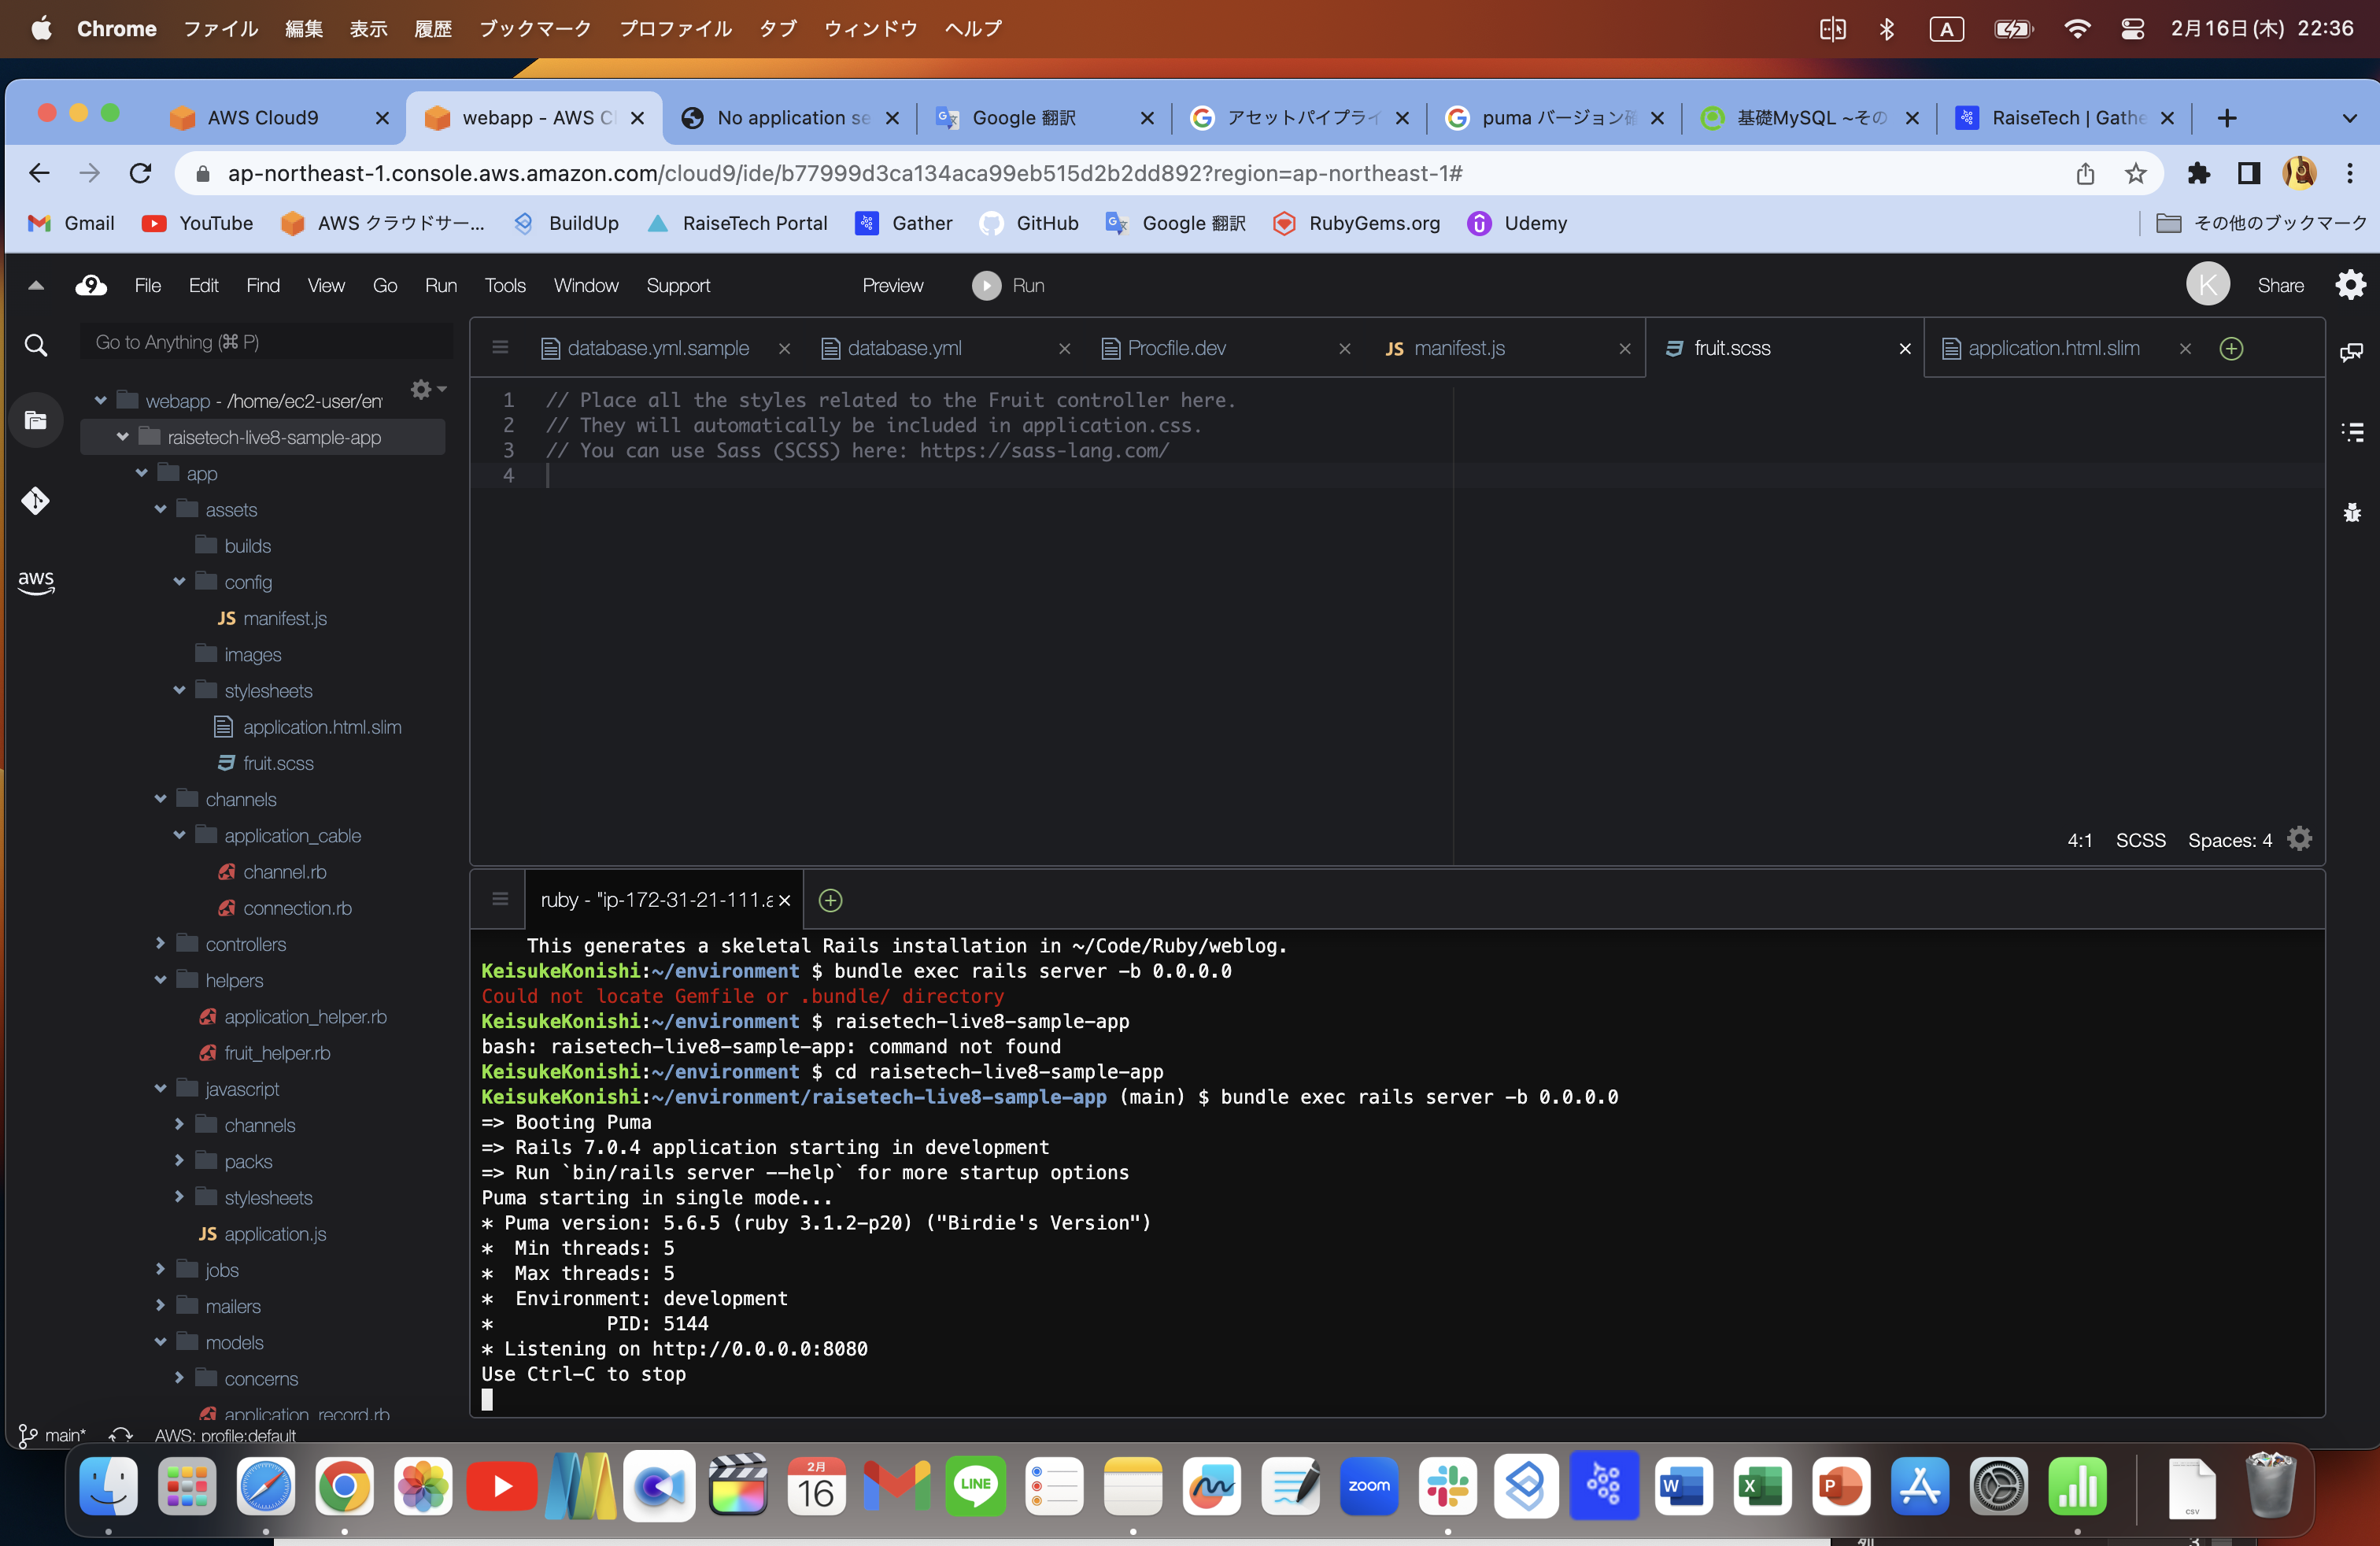 Chrome ファイル 編集 表示 履歴 ブックマーク プロファイル タブ ウィンドウ ヘルプ A 2月16日(木) 22:36
AWS Cloud9 webapp - AWS Cl No application se Google 翻訳 アセットパイプライ puma バージョン確 基礎MySQL ~その RaiseTech | Gathe
ap-northeast-1.console.aws.amazon.com/cloud9/ide/b77999d3ca134aca99eb515d2b2dd892?region=ap-northeast-1#
Gmail YouTube AWS クラウドサー... BuildUp RaiseTech Portal Gather GitHub Google 翻訳 RubyGems.org Udemy その他のブックマーク
9 File Edit Find View Go Run Tools Window Support Preview Run K Share
Go to Anything (⌘ P)
webapp - /home/ec2-user/en
raisetech-live8-sample-app
app
assets
builds
config
JS manifest.js
images
stylesheets
application.html.slim
fruit.scss
channels
application_cable
channel.rb
connection.rb
controllers
helpers
application_helper.rb
fruit_helper.rb
javascript
channels
packs
stylesheets
JS application.js
jobs
mailers
models
concerns
application_record.rb
aws
main* AWS: profile:default
database.yml.sample database.yml Procfile.dev JS manifest.js fruit.scss application.html.slim
1 // Place all the styles related to the Fruit controller here.
2 // They will automatically be included in application.css.
3 // You can use Sass (SCSS) here: https://sass-lang.com/
4
4:1 SCSS Spaces: 4
ruby - "ip-172-31-21-111.a
This generates a skeletal Rails installation in ~/Code/Ruby/weblog.
KeisukeKonishi:~/environment $ bundle exec rails server -b 0.0.0.0
Could not locate Gemfile or .bundle/ directory
KeisukeKonishi:~/environment $ raisetech-live8-sample-app
bash: raisetech-live8-sample-app: command not found
KeisukeKonishi:~/environment $ cd raisetech-live8-sample-app
KeisukeKonishi:~/environment/raisetech-live8-sample-app (main) $ bundle exec rails server -b 0.0.0.0
=> Booting Puma
=> Rails 7.0.4 application starting in development
=> Run `bin/rails server --help` for more startup options
Puma starting in single mode...
* Puma version: 5.6.5 (ruby 3.1.2-p20) ("Birdie's Version")
* Min threads: 5
* Max threads: 5
* Environment: development
* PID: 5144
* Listening on http://0.0.0.0:8080
Use Ctrl-C to stop
2月
16
LINE
zoom
W
X
P
CSV